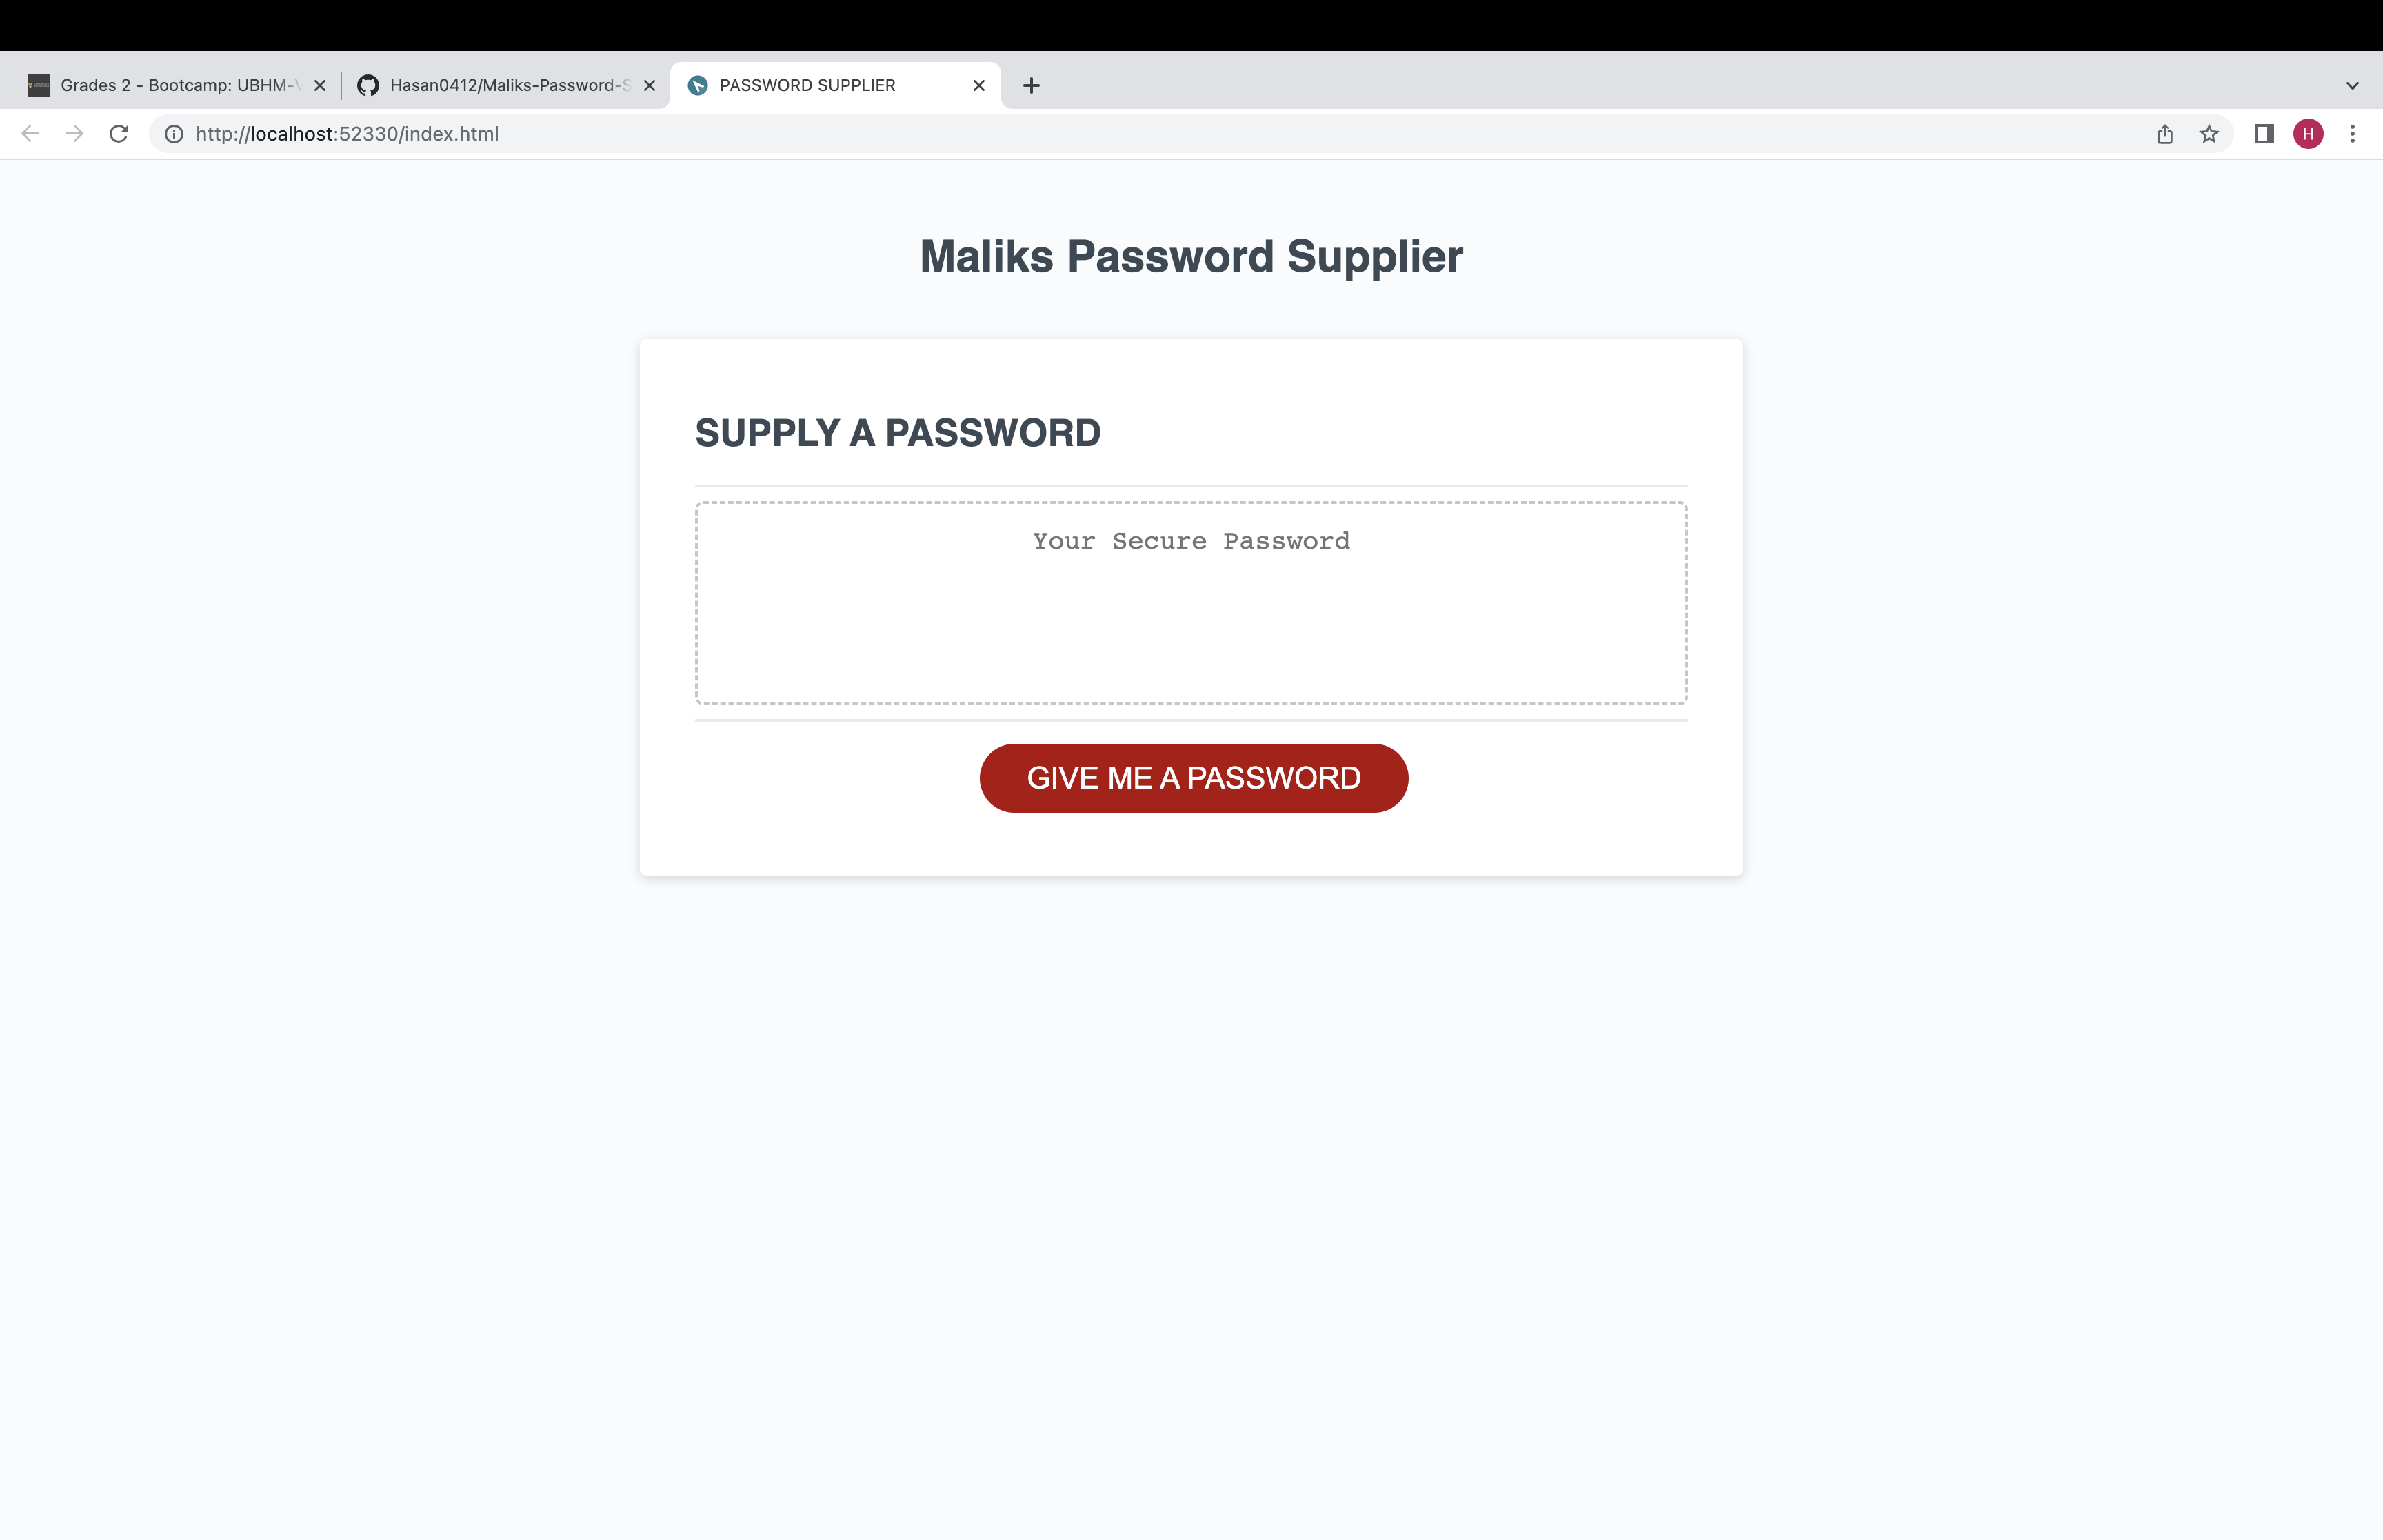 Grades 2 - Bootcamp: UBHM-
Hasan0412/Maliks-Password-S
PASSWORD SUPPLIER
http://localhost:52330/index.html
H
Maliks Password Supplier
SUPPLY A PASSWORD
Your Secure Password
GIVE ME A PASSWORD